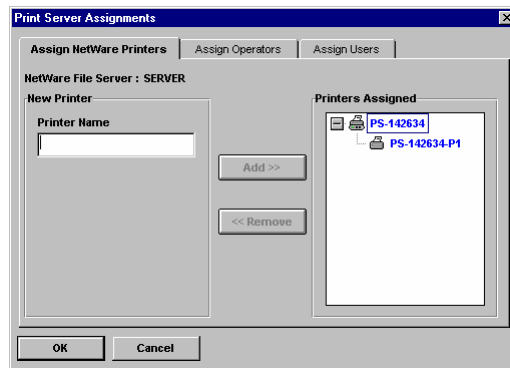 Print Server Assignments
Assign NetWare Printers
Assign Operators
Assign Users
NetWare File Server : SERVER
New Printer
Printer Name
Add >>
<< Remove
Printers Assigned
PS-142634
PS-142634-P1
OK
Cancel